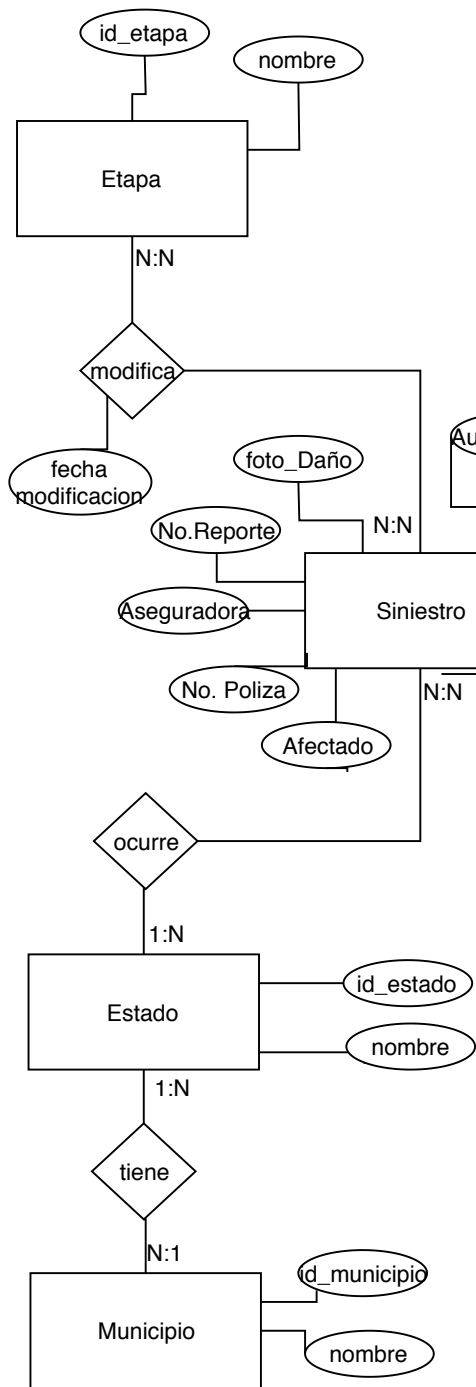 id_etapa
nombre
Etapa
N:N
modifica
fecha
modificacion
foto_Daño
Au
N:N
No.Reporte
Aseguradora
Siniestro
No. Poliza
N:N
Afectado
ocurre
1:N
Estado
id_estado
nombre
1:N
tiene
N:1
id_municipio
Municipio
nombre